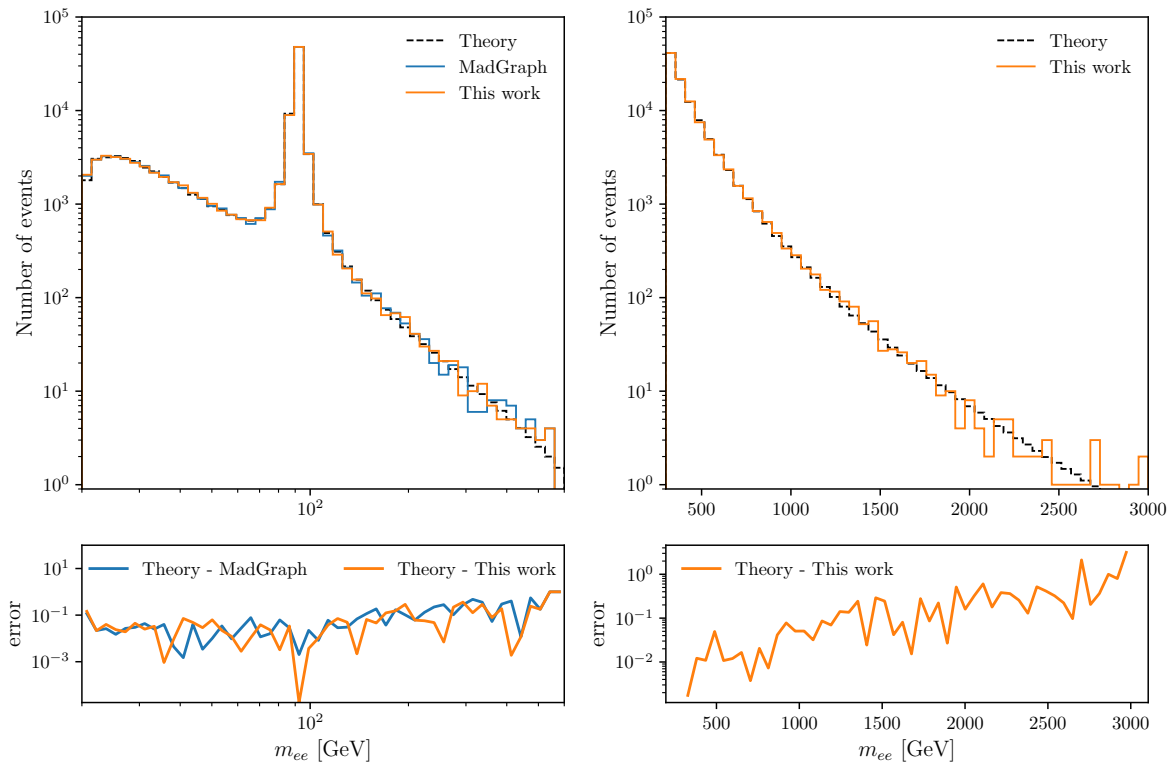 Number of events
10^5
10^4
10^3
10^2
10^1
10^0
Theory
MadGraph
This work
10^2
Number of events
10^5
10^4
10^3
10^2
10^1
10^0
Theory
This work
500 1000 1500 2000 2500 3000
error
10^1
10^-1
10^-3
Theory - MadGraph Theory - This work
10^2
m_ee [GeV]
error
10^0
10^-1
10^-2
Theory - This work
500 1000 1500 2000 2500 3000
m_ee [GeV]